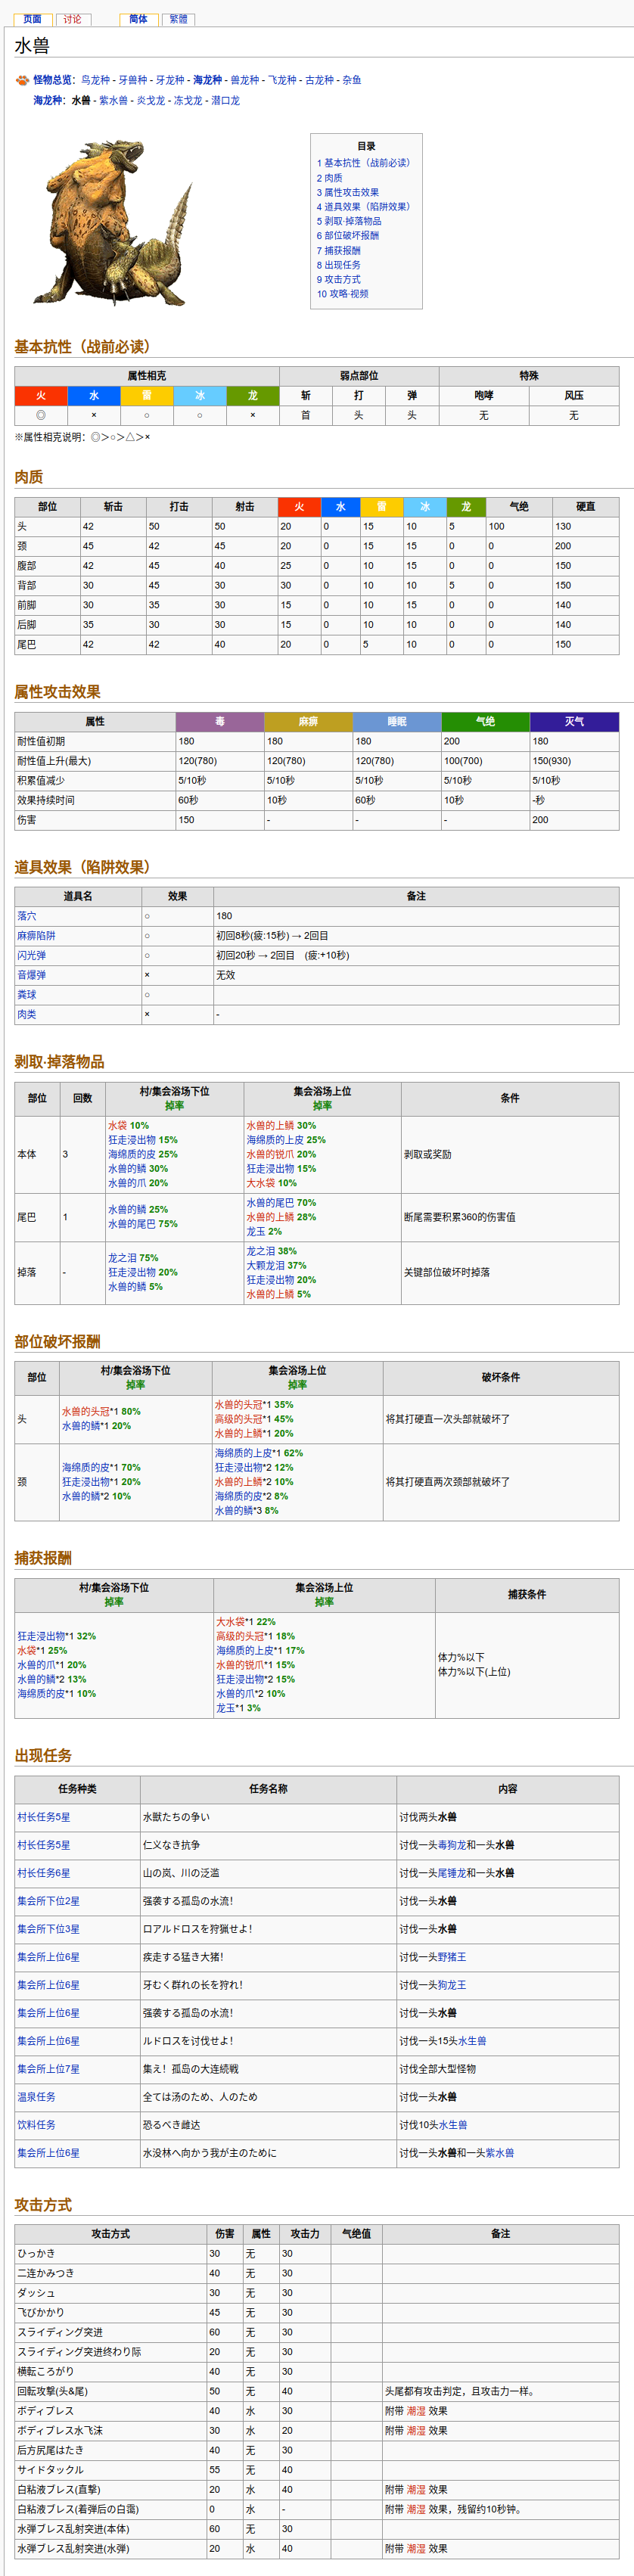 页面 讨论 简体 繁體
水兽
怪物总览：鸟龙种 - 牙兽种 - 牙龙种 - 海龙种 - 兽龙种 - 飞龙种 - 古龙种 - 杂鱼
海龙种：水兽 - 紫水兽 - 炎戈龙 - 冻戈龙 - 潜口龙
目录
1 基本抗性（战前必读）
2 肉质
3 属性攻击效果
4 道具效果（陷阱效果）
5 剥取·掉落物品
6 部位破坏报酬
7 捕获报酬
8 出现任务
9 攻击方式
10 攻略·视频
基本抗性（战前必读）
属性相克 弱点部位 特殊
火 水 雷 冰 龙 斩 打 弹 咆哮 风压
◎ × ○ ○ × 首 头 头 无 无
※属性相克说明：◎＞○＞△＞×
肉质
部位 斩击 打击 射击 火 水 雷 冰 龙 气绝 硬直
头 42 50 50 20 0 15 10 5 100 130
颈 45 42 45 20 0 15 15 0 0 200
腹部 42 45 40 25 0 10 15 0 0 150
背部 30 45 30 30 0 10 10 5 0 150
前脚 30 35 30 15 0 10 15 0 0 140
后脚 35 30 30 15 0 10 10 0 0 140
尾巴 42 42 40 20 0 5 10 0 0 150
属性攻击效果
属性 毒 麻痹 睡眠 气绝 灭气
耐性值初期 180 180 180 200 180
耐性值上升(最大) 120(780) 120(780) 120(780) 100(700) 150(930)
积累值减少 5/10秒 5/10秒 5/10秒 5/10秒 5/10秒
效果持续时间 60秒 10秒 60秒 10秒 -秒
伤害 150 - - - 200
道具效果（陷阱效果）
道具名 效果 备注
落穴 ○ 180
麻痹陷阱 ○ 初回8秒(疲:15秒) → 2回目
闪光弹 ○ 初回20秒 → 2回目 (疲:+10秒)
音爆弹 × 无效
粪球 ○
肉类 × -
剥取·掉落物品
部位 回数 村/集会浴场下位 集会浴场上位 条件
掉率 掉率
本体 3 剥取或奖励
水袋 10%
狂走浸出物 15%
海绵质的皮 25%
水兽的鳞 30%
水兽的爪 20%
水兽的上鳞 30%
海绵质的上皮 25%
水兽的锐爪 20%
狂走浸出物 15%
大水袋 10%
尾巴 1 断尾需要积累360的伤害值
水兽的鳞 25%
水兽的尾巴 75%
水兽的尾巴 70%
水兽的上鳞 28%
龙玉 2%
掉落 - 关键部位破坏时掉落
龙之泪 75%
狂走浸出物 20%
水兽的鳞 5%
龙之泪 38%
大颗龙泪 37%
狂走浸出物 20%
水兽的上鳞 5%
部位破坏报酬
部位 村/集会浴场下位 集会浴场上位 破坏条件
掉率 掉率
头 将其打硬直一次头部就破坏了
水兽的头冠*1 80%
水兽的鳞*1 20%
水兽的头冠*1 35%
高级的头冠*1 45%
水兽的上鳞*1 20%
颈 将其打硬直两次颈部就破坏了
海绵质的皮*1 70%
狂走浸出物*1 20%
水兽的鳞*2 10%
海绵质的上皮*1 62%
狂走浸出物*2 12%
水兽的上鳞*2 10%
海绵质的皮*2 8%
水兽的鳞*3 8%
捕获报酬
村/集会浴场下位 集会浴场上位 捕获条件
掉率 掉率
狂走浸出物*1 32%
水袋*1 25%
水兽的爪*1 20%
水兽的鳞*2 13%
海绵质的皮*1 10%
大水袋*1 22%
高级的头冠*1 18%
海绵质的上皮*1 17%
水兽的锐爪*1 15%
狂走浸出物*2 15%
水兽的爪*2 10%
龙玉*1 3%
体力%以下
体力%以下(上位)
出现任务
任务种类 任务名称 内容
村长任务5星 水獣たちの争い 讨伐两头水兽
村长任务5星 仁义なき抗争 讨伐一头毒狗龙和一头水兽
村长任务6星 山の岚、川の泛滥 讨伐一头尾锤龙和一头水兽
集会所下位2星 强袭する孤岛の水流！ 讨伐一头水兽
集会所下位3星 ロアルドロスを狩猟せよ！ 讨伐一头水兽
集会所上位6星 疾走する猛き大猪！ 讨伐一头野猪王
集会所上位6星 牙むく群れの长を狩れ！ 讨伐一头狗龙王
集会所上位6星 强袭する孤岛の水流！ 讨伐一头水兽
集会所上位6星 ルドロスを讨伐せよ！ 讨伐一头15头水生兽
集会所上位7星 集え！孤岛の大连続戦 讨伐全部大型怪物
温泉任务 全ては汤のため、人のため 讨伐一头水兽
饮料任务 恐るべき雌达 讨伐10头水生兽
集会所上位6星 水没林へ向かう我が主のために 讨伐一头水兽和一头紫水兽
攻击方式
攻击方式 伤害 属性 攻击力 气绝值 备注
ひっかき 30 无 30
二连かみつき 40 无 30
ダッシュ 30 无 30
飞びかかり 45 无 30
スライディング突进 60 无 30
スライディング突进终わり际 20 无 30
横転ころがり 40 无 30
回転攻撃(头&尾) 50 无 40 头尾都有攻击判定，且攻击力一样。
ボディブレス 40 水 30 附带 潮湿 效果
ボディブレス水飞沫 30 水 20 附带 潮湿 效果
后方尻尾はたき 40 无 30
サイドタックル 55 无 40
白粘液ブレス(直撃) 20 水 40 附带 潮湿 效果
白粘液ブレス(着弾后の白霭) 0 水 - 附带 潮湿 效果，残留约10秒钟。
水弾ブレス乱射突进(本体) 60 无 30
水弾ブレス乱射突进(水弾) 20 水 40 附带 潮湿 效果